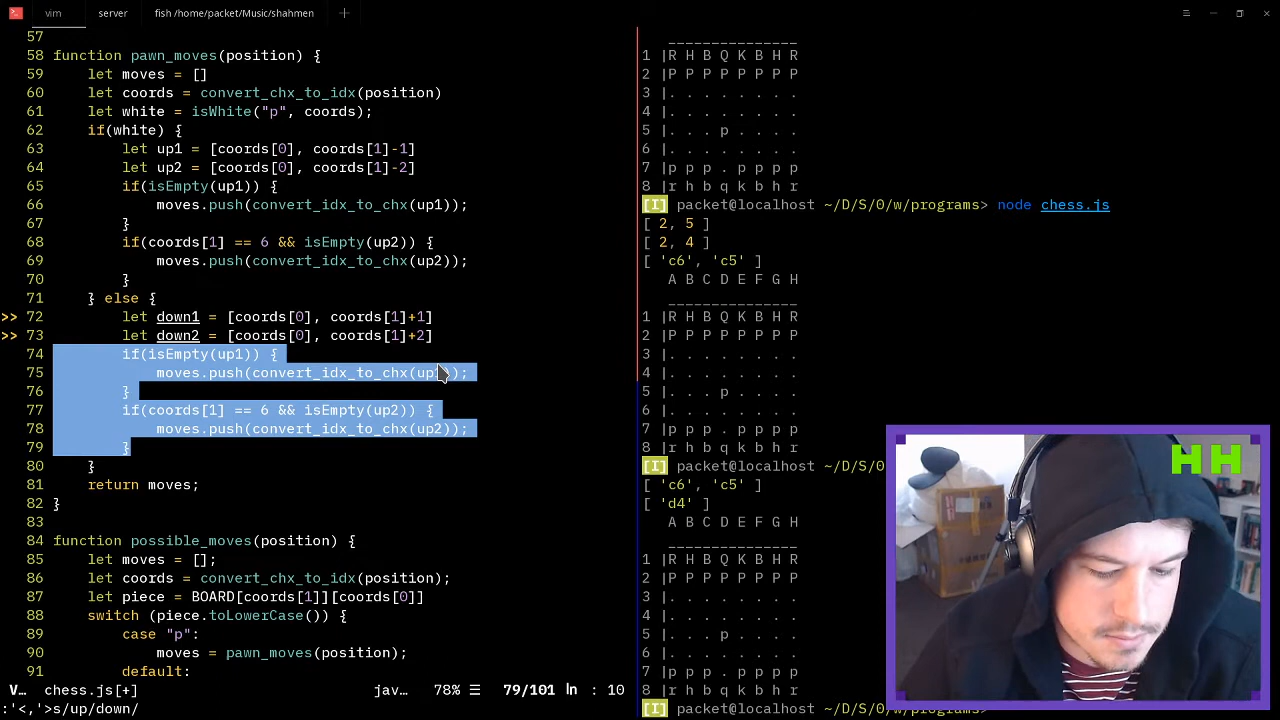 vim server fish /home/packet/Music/shahmen
57
58 function pawn_moves(position) {
59 let moves = []
60 let coords = convert_chx_to_idx(position)
61 let white = isWhite("p", coords);
62 if(white) {
63 let up1 = [coords[0], coords[1]-1]
64 let up2 = [coords[0], coords[1]-2]
65 if(isEmpty(up1)) {
66 moves.push(convert_idx_to_chx(up1));
67 }
68 if(coords[1] == 6 && isEmpty(up2)) {
69 moves.push(convert_idx_to_chx(up2));
70 }
71 } else {
>> 72 let down1 = [coords[0], coords[1]+1]
>> 73 let down2 = [coords[0], coords[1]+2]
74 if(isEmpty(up1)) {
75 moves.push(convert_idx_to_chx(up1));
76 }
77 if(coords[1] == 6 && isEmpty(up2)) {
78 moves.push(convert_idx_to_chx(up2));
79 }
80 }
81 return moves;
82 }
83
84 function possible_moves(position) {
85 let moves = [];
86 let coords = convert_chx_to_idx(position);
87 let piece = BOARD[coords[1]][coords[0]]
88 switch (piece.toLowerCase()) {
89 case "p":
90 moves = pawn_moves(position);
91 default:
V… chess.js[+] jav… 78% ☰ 79/101 ln : 10
:'<,'>s/up/down/
_______________
1 |R H B Q K B H R
2 |P P P P P P P P
3 |. . . . . . . .
4 |. . . . . . . .
5 |. . . p . . . .
6 |. . . . . . . .
7 |p p p . p p p p
8 |r h b q k b h r
[I] packet@localhost ~/D/S/0/w/programs> node chess.js
[ 2, 5 ]
[ 2, 4 ]
[ 'c6', 'c5' ]
A B C D E F G H
_______________
1 |R H B Q K B H R
2 |P P P P P P P P
3 |. . . . . . . .
4 |. . . . . . . .
5 |. . . p . . . .
6 |. . . . . . . .
7 |p p p . p p p p
8 |r h b q k b h r
[I] packet@localhost ~/D/S/0
[ 'c6', 'c5' ]
[ 'd4' ]
A B C D E F G H
_______________
1 |R H B Q K B H R
2 |P P P P P P P P
3 |. . . . . . . .
4 |. . . . . . . .
5 |. . . p . . . .
6 |. . . . . . . .
7 |p p p . p p p p
8 |r h b q k b h r
[I] packet@localhost ~/D/S/0/w/programs>
HH